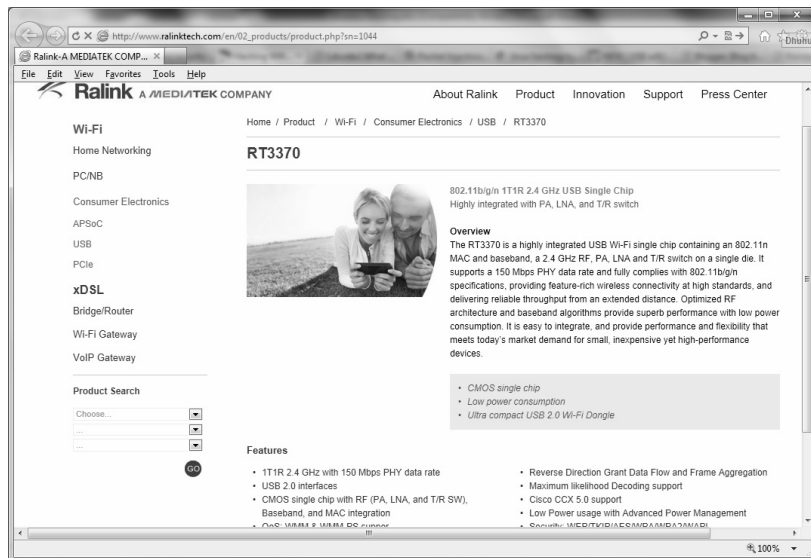 http://www.ralinktech.com/en/02_products/product.php?sn=1044
Dhuhu
Ralink-A MEDIATEK COMP...
File Edit View Favorites Tools Help
Ralink A MEDIATEK COMPANY
About Ralink Product Innovation Support Press Center
Wi-Fi
Home Networking
PC/NB
Consumer Electronics
APSoC
USB
PCIe
xDSL
Bridge/Router
Wi-Fi Gateway
VoIP Gateway
Product Search
Choose...
...
...
GO
Home / Product / Wi-Fi / Consumer Electronics / USB / RT3370
RT3370
802.11b/g/n 1T1R 2.4 GHz USB Single Chip
Highly integrated with PA, LNA, and T/R switch
Overview
The RT3370 is a highly integrated USB Wi-Fi single chip containing an 802.11n
MAC and baseband, a 2.4 GHz RF, PA, LNA and T/R switch on a single die. It
supports a 150 Mbps PHY data rate and fully complies with 802.11b/g/n
specifications, providing feature-rich wireless connectivity at high standards, and
delivering reliable throughput from an extended distance. Optimized RF
architecture and baseband algorithms provide superb performance with low power
consumption. It is easy to integrate, and provide performance and flexibility that
meets today's market demand for small, inexpensive yet high-performance
devices.
• CMOS single chip
• Low power consumption
• Ultra compact USB 2.0 Wi-Fi Dongle
Features
• 1T1R 2.4 GHz with 150 Mbps PHY data rate
• USB 2.0 interfaces
• CMOS single chip with RF (PA, LNA, and T/R SW),
Baseband, and MAC integration
• QoS: WMM & WMM-PS
• Reverse Direction Grant Data Flow and Frame Aggregation
• Maximum likelihood Decoding support
• Cisco CCX 5.0 support
• Low Power usage with Advanced Power Management
• Security: WEP/TKIP/AES/WPA/WPA2/WAPI
100%